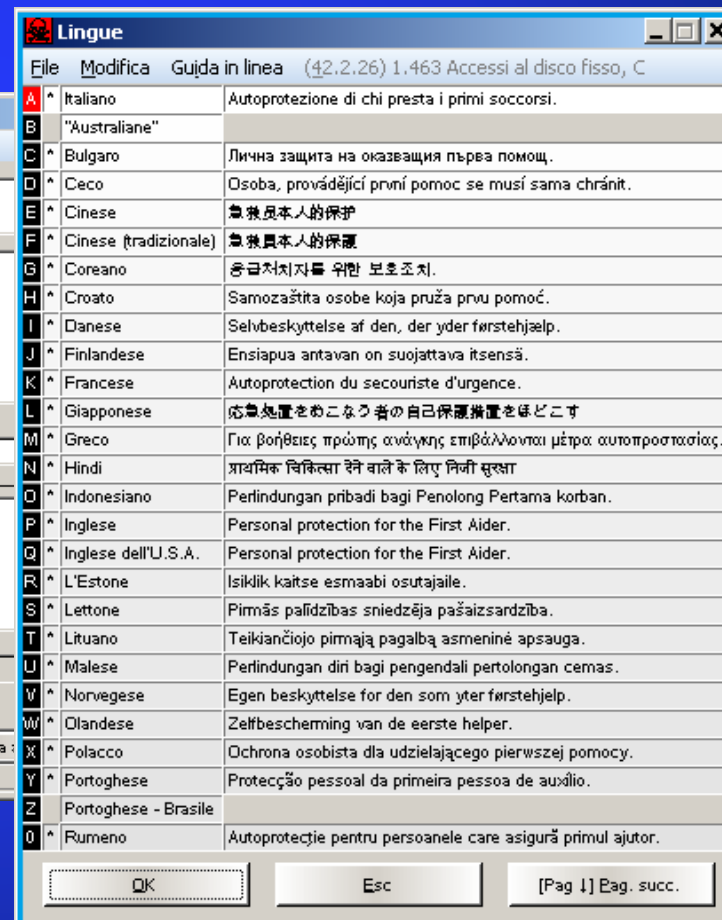 Lingue
File Modifica Guida in linea (42.2.26) 1.463 Accessi al disco fisso, C
A * Italiano Autoprotezione di chi presta i primi soccorsi.
B "Australiane"
C * Bulgaro Лична защита на оказващия първа помощ.
D * Ceco Osoba, provádějící první pomoc se musí sama chránit.
E * Cinese 急救员本人的保护
F * Cinese (tradizionale) 急救員本人的保護
G * Coreano 응급처치자를 위한 보호조치.
H * Croato Samozaštita osobe koja pruža prvu pomoć.
I * Danese Selvbeskyttelse af den, der yder førstehjælp.
J * Finlandese Ensiapua antavan on suojattava itsensä.
K * Francese Autoprotection du secouriste d'urgence.
L * Giapponese 応急処置をおこなう者の自己保護措置をほどこす
M * Greco Για βοήθειες πρώτης ανάγκης επιβάλλονται μέτρα αυτοπροστασίας.
N * Hindi प्राथमिक चिकित्सा देने वाले के लिए निजी सुरक्षा
O * Indonesiano Perlindungan pribadi bagi Penolong Pertama korban.
P * Inglese Personal protection for the First Aider.
Q * Inglese dell'U.S.A. Personal protection for the First Aider.
R * L'Estone Isiklik kaitse esmaabi osutajaile.
S * Lettone Pirmās palīdzības sniedzēja pašaizsardzība.
T * Lituano Teikiančiojo pirmąją pagalbą asmeninė apsauga.
U * Malese Perlindungan diri bagi pengendali pertolongan cemas.
V * Norvegese Egen beskyttelse for den som yter førstehjelp.
W * Olandese Zelfbescherming van de eerste helper.
X * Polacco Ochrona osobista dla udzielającego pierwszej pomocy.
Y * Portoghese Protecção pessoal da primeira pessoa de auxílio.
Z Portoghese - Brasile
0 * Rumeno Autoprotecţie pentru persoanele care asigură primul ajutor.
OK Esc [Pag ↓] Pag. succ.